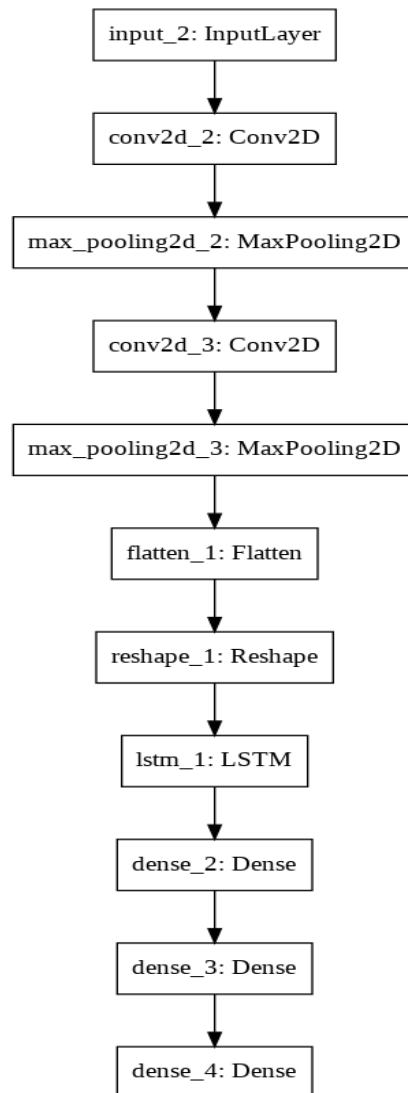 input_2: InputLayer
conv2d_2: Conv2D
max_pooling2d_2: MaxPooling2D
conv2d_3: Conv2D
max_pooling2d_3: MaxPooling2D
flatten_1: Flatten
reshape_1: Reshape
lstm_1: LSTM
dense_2: Dense
dense_3: Dense
dense_4: Dense